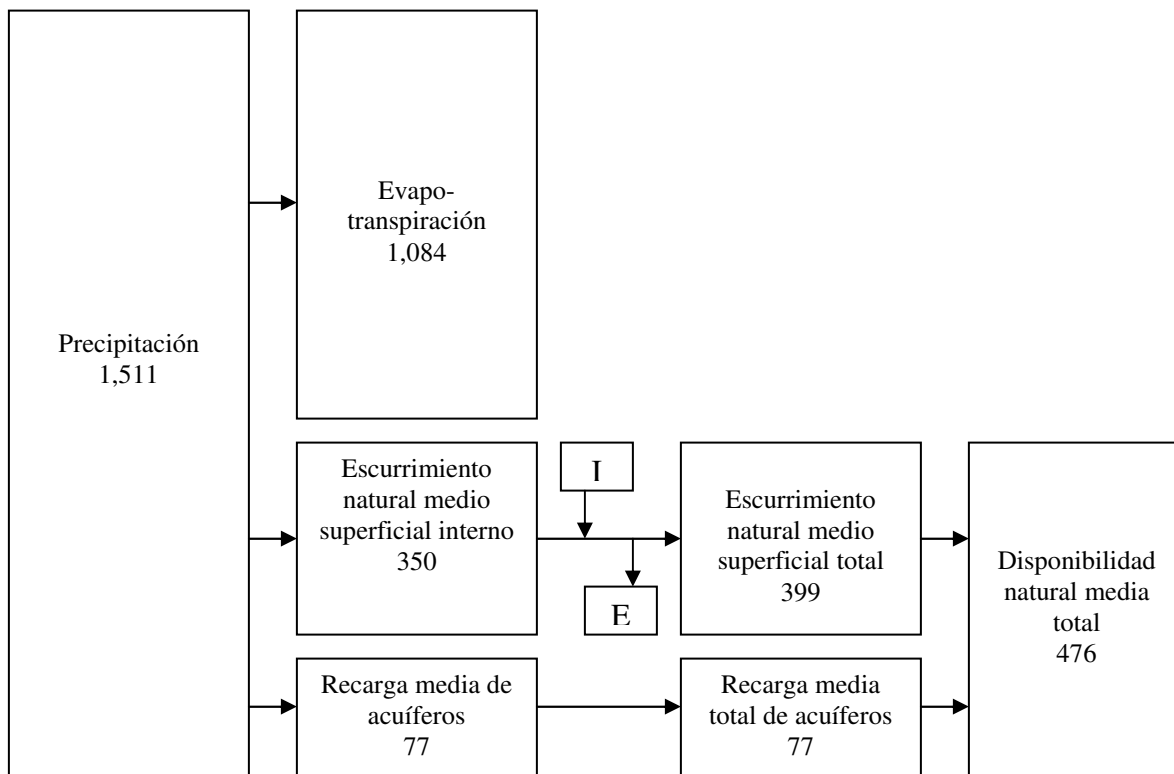 Precipitación
1,511
Evapo-
transpiración
1,084
Escurrimiento
natural medio
superficial interno
350
I
E
Escurrimiento
natural medio
superficial total
399
Recarga media de
acuíferos
77
Recarga media
total de acuíferos
77
Disponibilidad
natural media
total
476